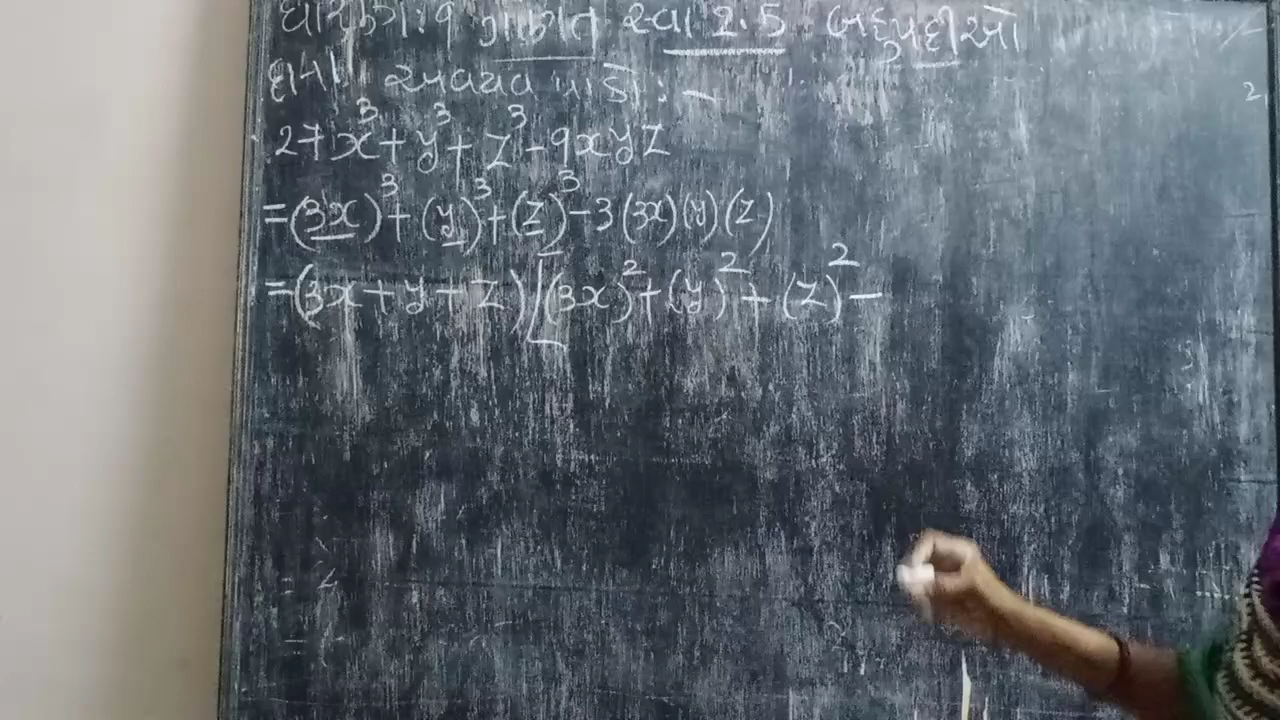 ધોરણ : 9 ગણિત સ્વા 2.5 બહુપદીઓ
દા.1 અવયવ પાડો : -
27x³ + y³ + z³ - 9xyz
= (3x)³ + (y)³ + (z)³ - 3(3x)(y)(z)
= (3x + y + z) [(3x)² + (y)² + (z)² -